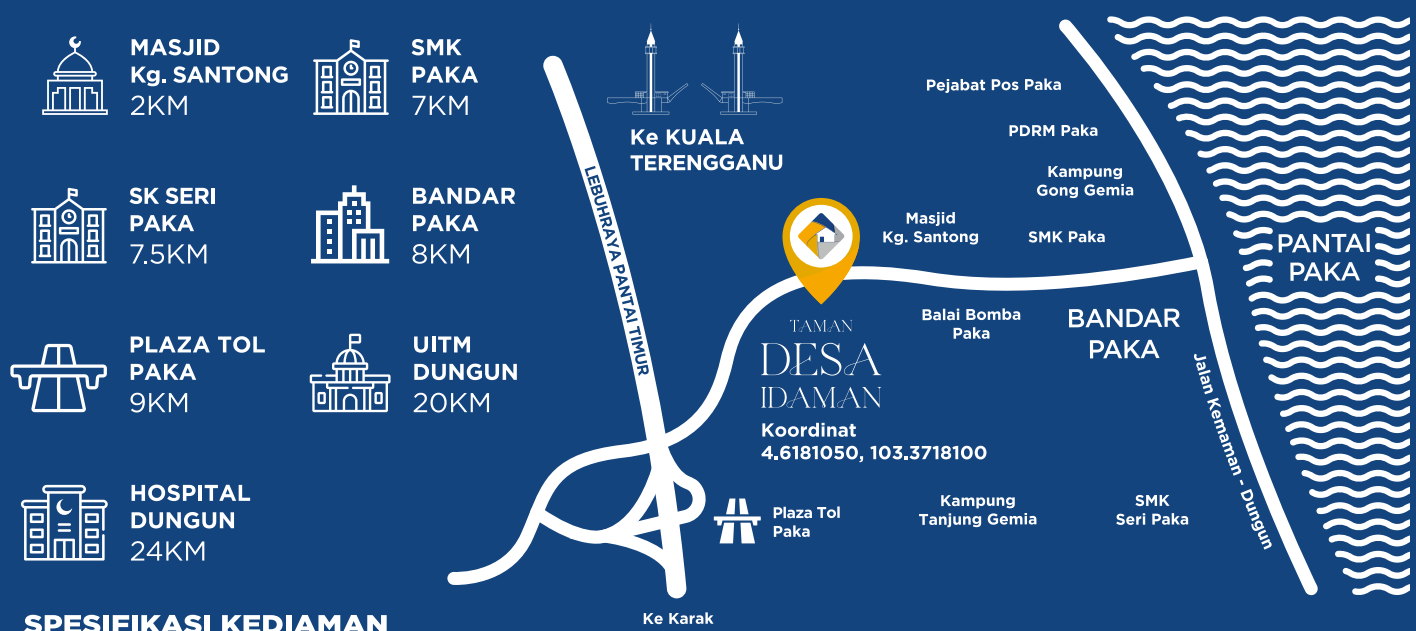 MASJID
Kg. SANTONG
2KM
SMK
PAKA
7KM
SK SERI
PAKA
7.5KM
BANDAR
PAKA
8KM
PLAZA TOL
PAKA
9KM
UITM
DUNGUN
20KM
HOSPITAL
DUNGUN
24KM
SPESIFIKASI KEDIAMAN
LEBUHRAYA PANTAI TIMUR
Ke KUALA
TERENGGANU
Pejabat Pos Paka
PDRM Paka
Kampung
Gong Gemia
Masjid
Kg. Santong
SMK Paka
PANTAI
PAKA
Balai Bomba
Paka
BANDAR
PAKA
TAMAN
DESA
IDAMAN
Koordinat
4.6181050, 103.3718100
Jalan Kemaman - Dungun
Plaza Tol
Paka
Kampung
Tanjung Gemia
SMK
Seri Paka
Ke Karak